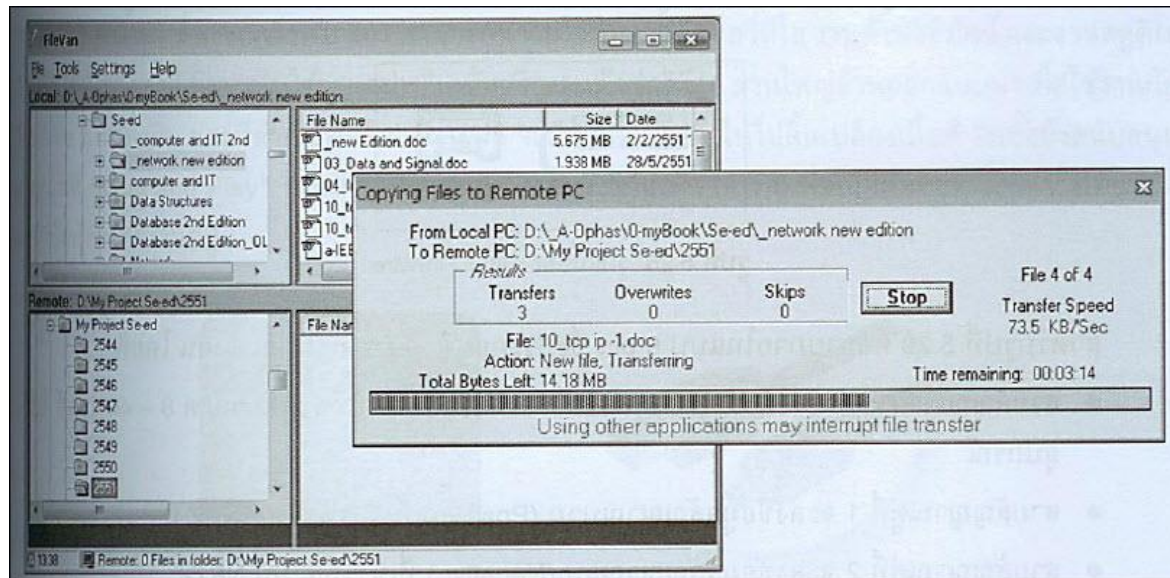 FileVan
File Tools Settings Help
Local: D:\_A-Ophas\0-myBook\Se-ed\_network new edition
Seed
_computer and IT 2nd
_network new edition
computer and IT
Data Structures
Database 2nd Edition
Database 2nd Edition_OL
File Name Size Date
_new Edition.doc 5.675 MB 2/2/2551
03_Data and Signal.doc 1.938 MB 28/5/2551
Copying Files to Remote PC
From Local PC: D:\_A-Ophas\0-myBook\Se-ed\_network new edition
To Remote PC: D:\My Project Se-ed\2551
Results
Transfers Overwrites Skips
3 0 0
Stop
File 4 of 4
Transfer Speed
73.5 KB/Sec
File: 10_tcp ip -1.doc
Action: New file, Transferring
Total Bytes Left: 14.18 MB
Time remaining: 00:03:14
Using other applications may interrupt file transfer
Remote: D:\My Project Se-ed\2551
My Project Se-ed
2544
2545
2546
2547
2548
2549
2550
2551
File Nar
1338 Remote: 0 Files in folder: D:\My Project Se-ed\2551